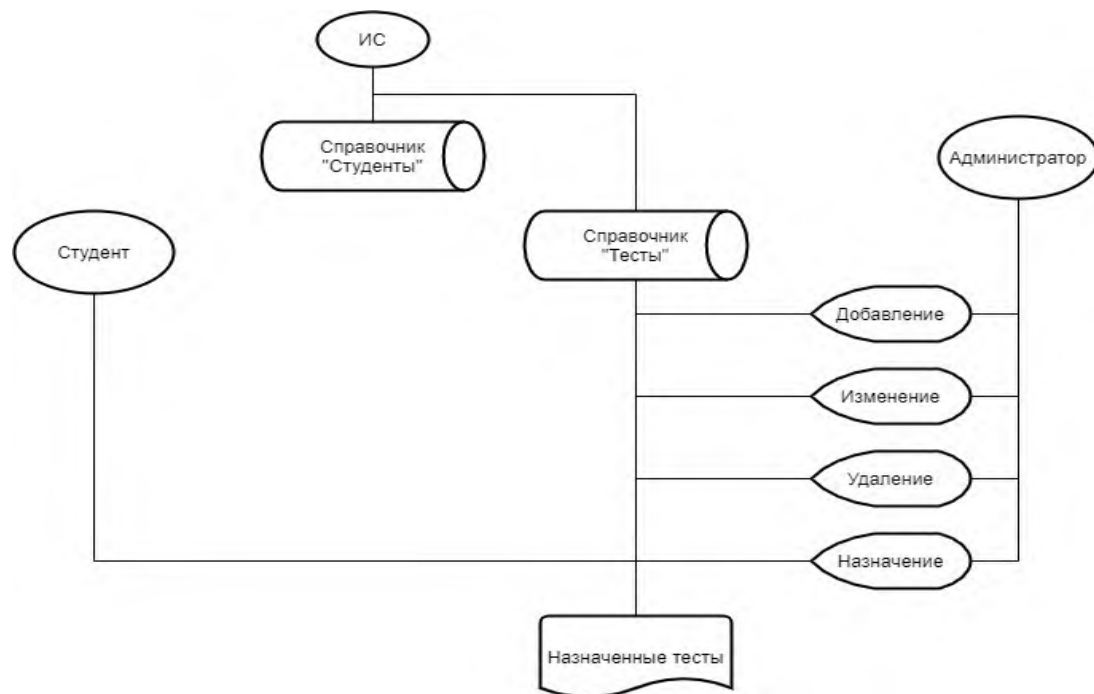 ИС
Справочник
"Студенты"
Администратор
Студент
Справочник
"Тесты"
Добавление
Изменение
Удаление
Назначение
Назначенные тесты